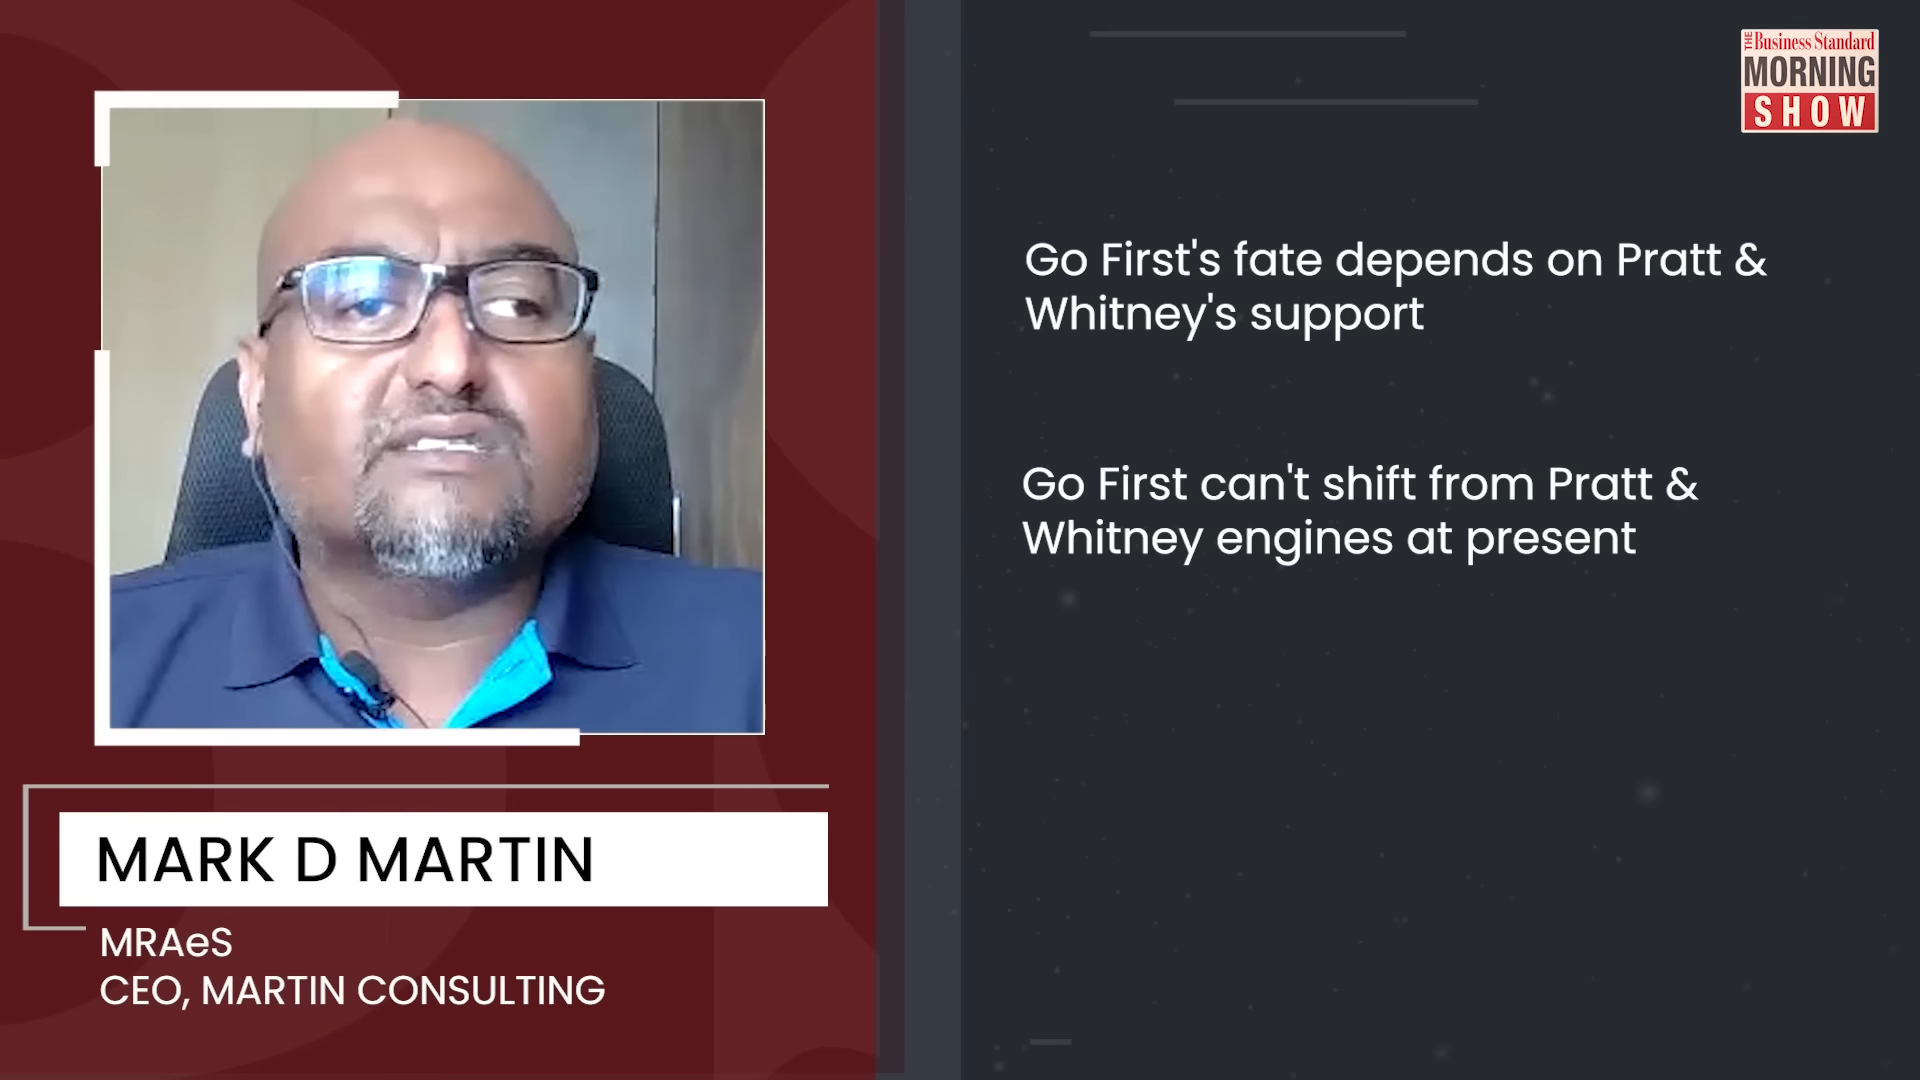 THE Business Standard
MORNING
SHOW
Go First's fate depends on Pratt &
Whitney's support
Go First can't shift from Pratt &
Whitney engines at present
MARK D MARTIN
MRAeS
CEO, MARTIN CONSULTING